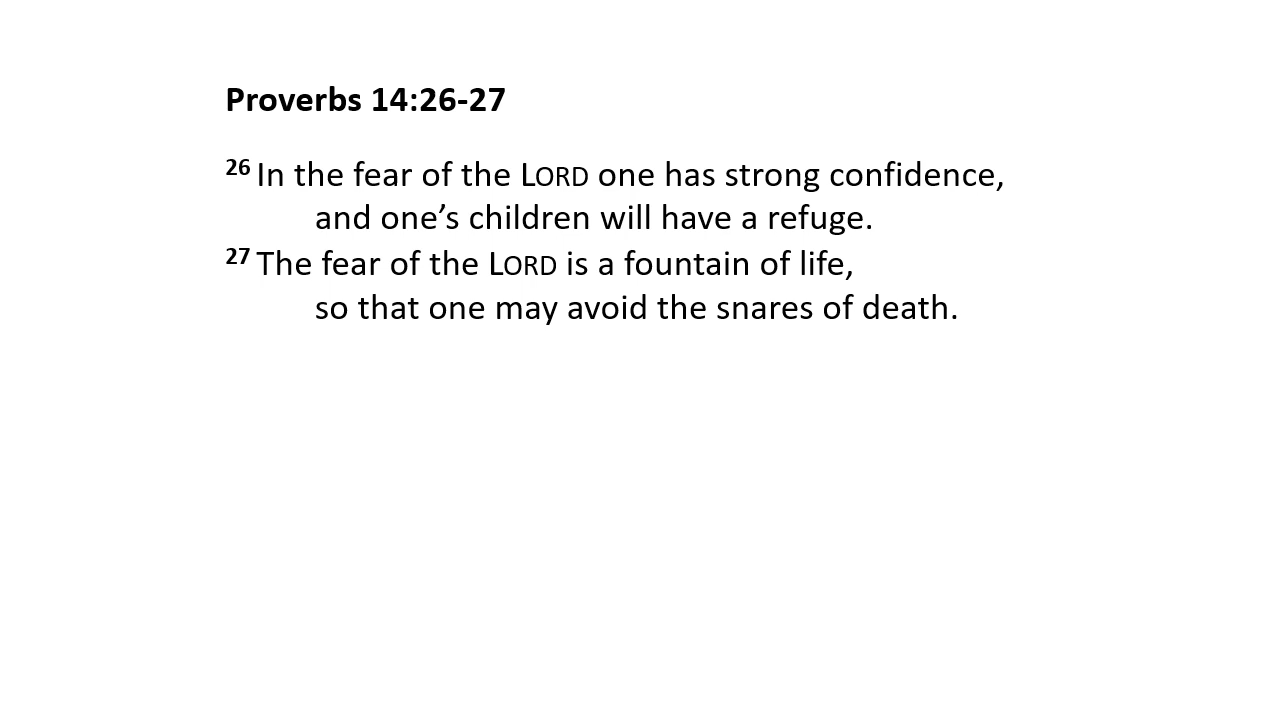 Proverbs 14:26-27
26 In the fear of the LORD one has strong confidence,
and one’s children will have a refuge.
27 The fear of the LORD is a fountain of life,
so that one may avoid the snares of death.